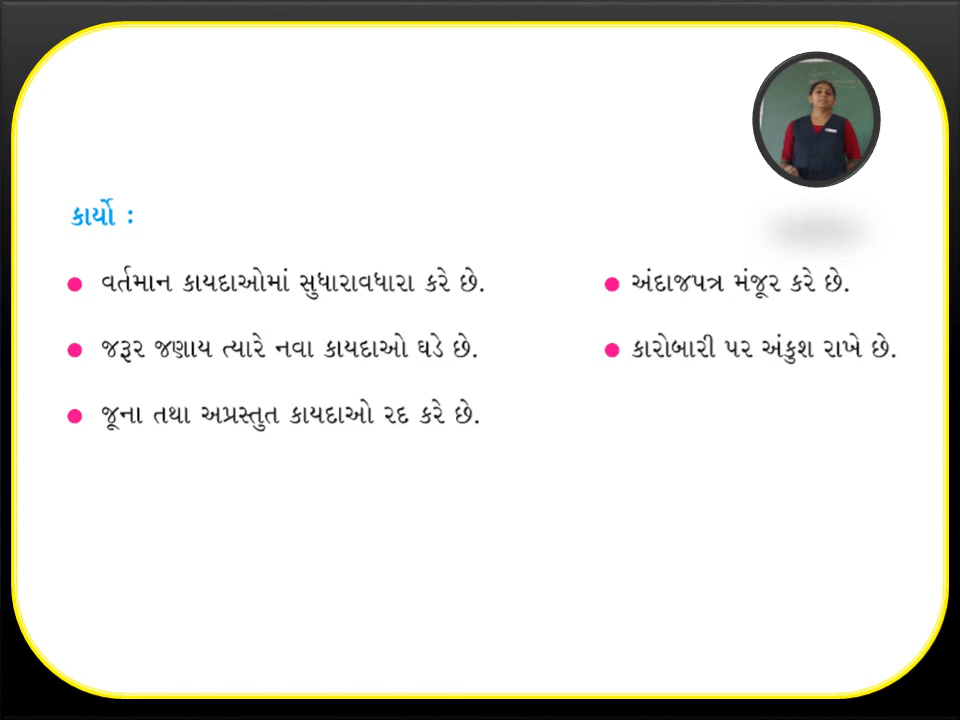 કાર્યો :
• વર્તમાન કાયદાઓમાં સુધારાવધારા કરે છે.
• જરૂર જણાય ત્યારે નવા કાયદાઓ ઘડે છે.
• જૂના તથા અપ્રસ્તુત કાયદાઓ રદ કરે છે.
• અંદાજપત્ર મંજૂર કરે છે.
• કારોબારી પર અંકુશ રાખે છે.